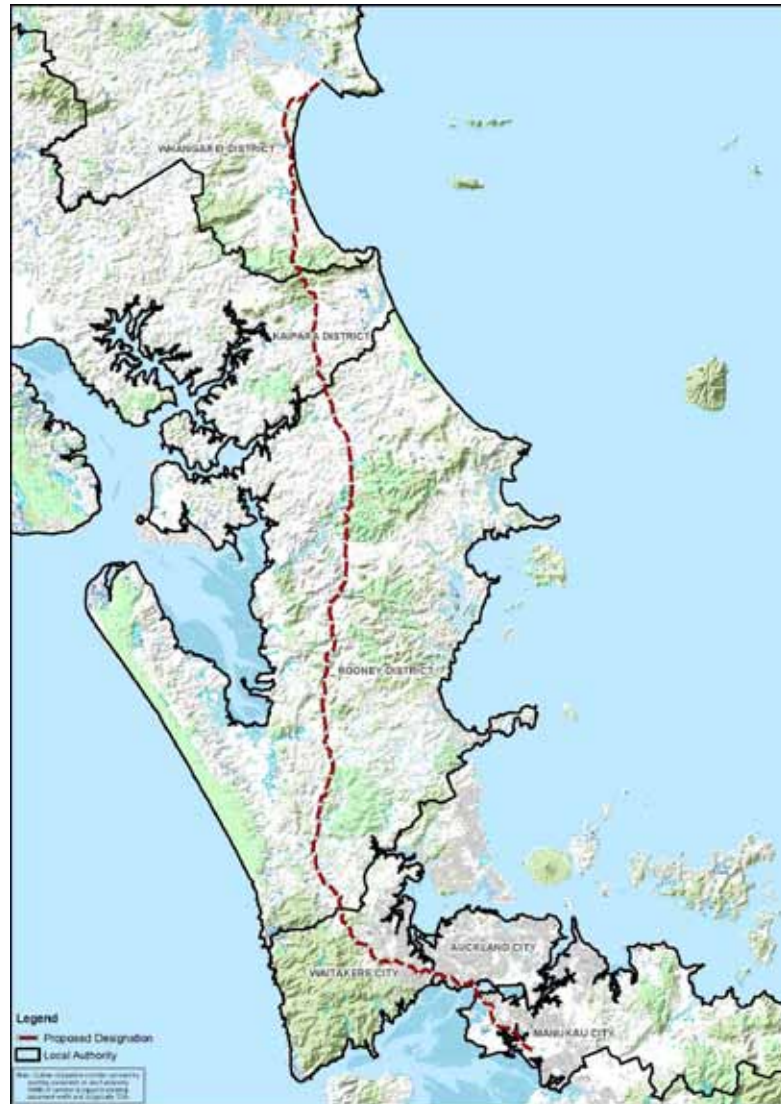 WHANGAREI DISTRICT
KAIPARA DISTRICT
RODNEY DISTRICT
AUCKLAND CITY
WAITAKERE CITY
MANUKAU CITY
Legend
Proposed Designation
Local Authority